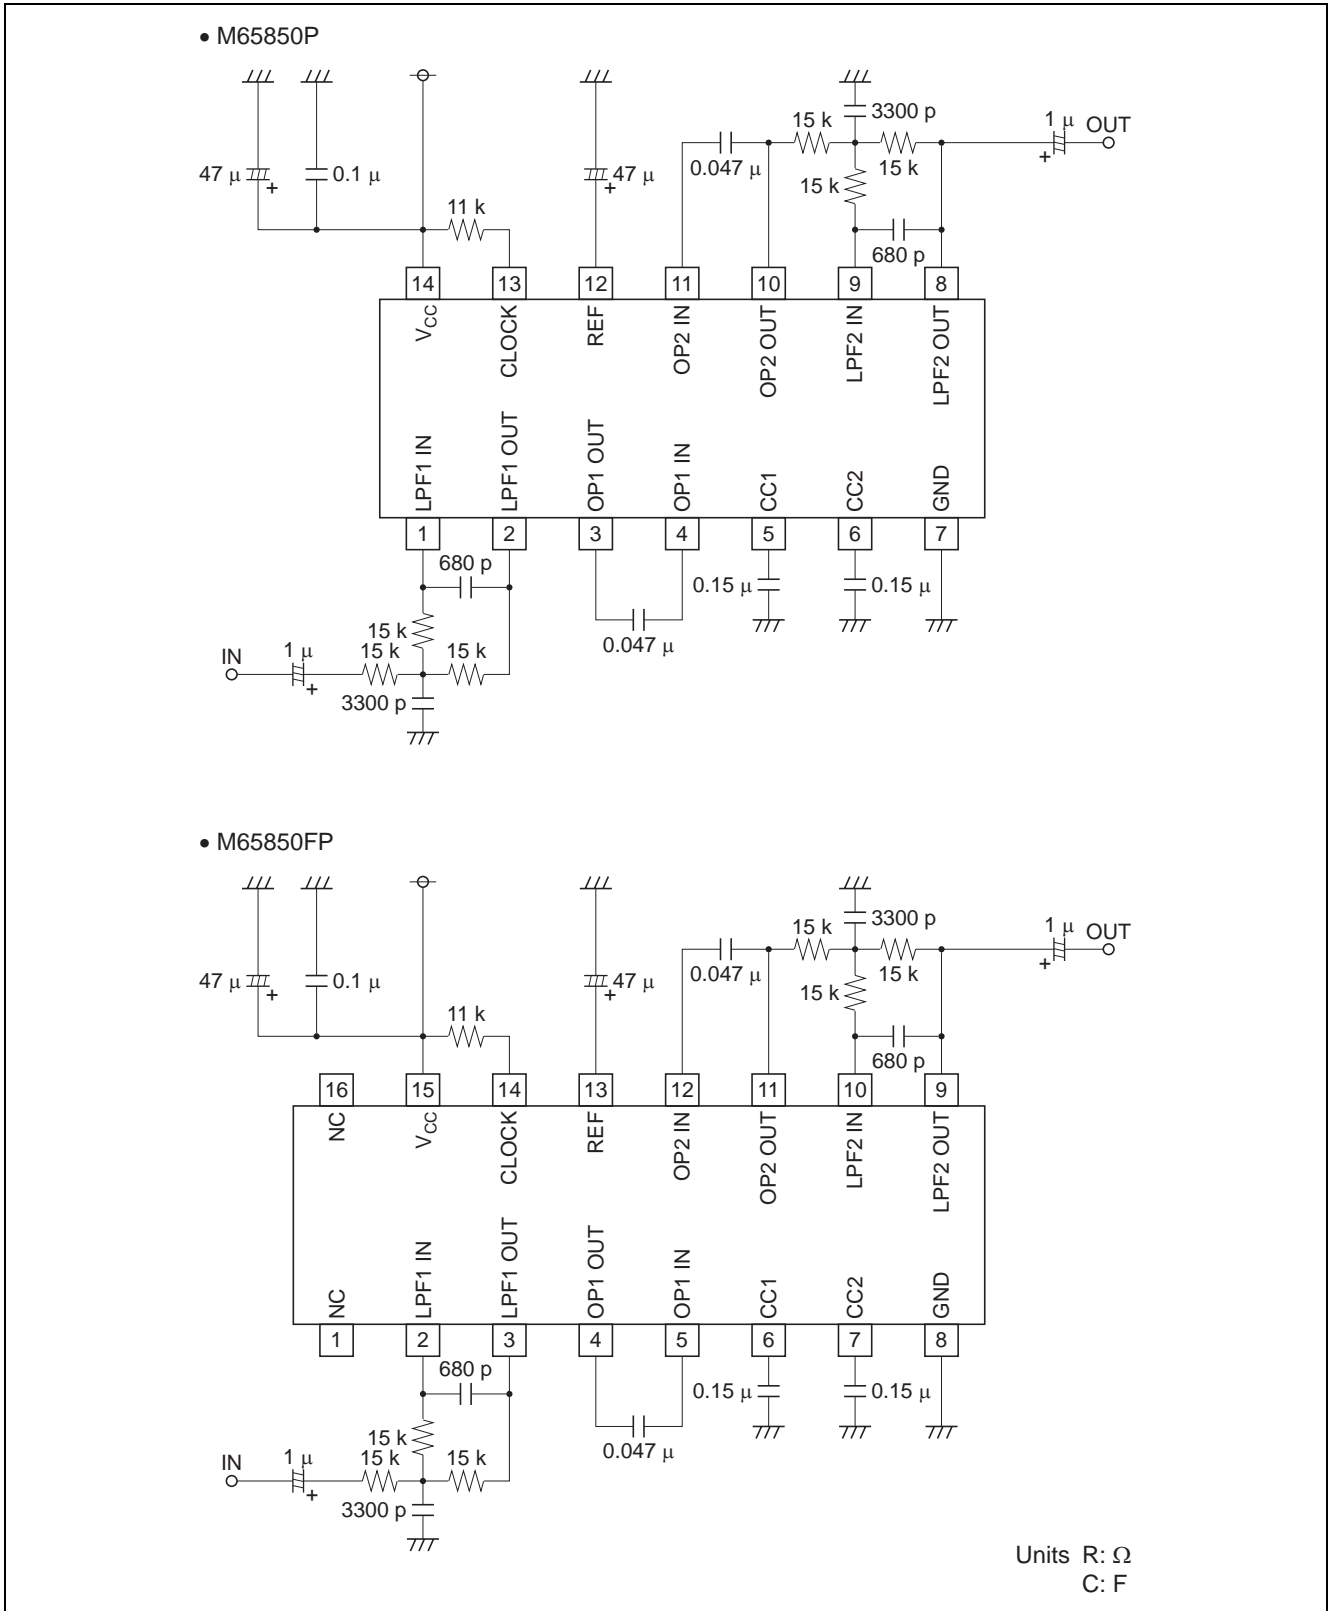 • M65850P
1 μ OUT
3300 p
15 k
0.047 μ
15 k
15 k
47 μ
+
0.1 μ
47 μ
+
+
11 k
680 p
14 13 12 11 10 9 8
VCC CLOCK REF OP2 IN OP2 OUT LPF2 IN LPF2 OUT
LPF1 IN LPF1 OUT OP1 OUT OP1 IN CC1 CC2 GND
1 2 3 4 5 6 7
680 p
0.15 μ
0.15 μ
15 k
0.047 μ
IN
1 μ
+
15 k
15 k
3300 p
• M65850FP
1 μ OUT
3300 p
15 k
0.047 μ
15 k
15 k
47 μ
+
0.1 μ
47 μ
+
+
11 k
680 p
16 15 14 13 12 11 10 9
NC VCC CLOCK REF OP2 IN OP2 OUT LPF2 IN LPF2 OUT
NC LPF1 IN LPF1 OUT OP1 OUT OP1 IN CC1 CC2 GND
1 2 3 4 5 6 7 8
680 p
0.15 μ
0.15 μ
15 k
0.047 μ
IN
1 μ
+
15 k
15 k
3300 p
Units R: Ω
C: F